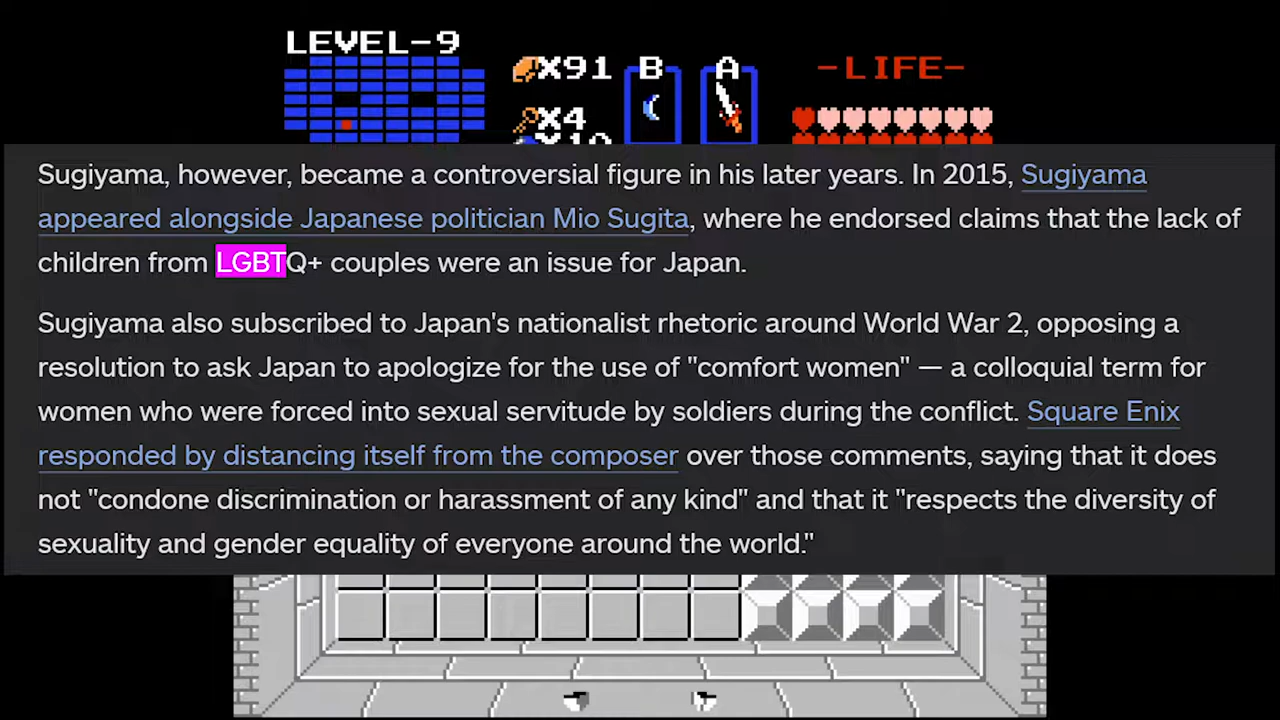 LEVEL-9
X91
B
A
-LIFE-
X4
X10
Sugiyama, however, became a controversial figure in his later years. In 2015, Sugiyama
appeared alongside Japanese politician Mio Sugita, where he endorsed claims that the lack of
children from LGBTQ+ couples were an issue for Japan.
Sugiyama also subscribed to Japan's nationalist rhetoric around World War 2, opposing a
resolution to ask Japan to apologize for the use of "comfort women" — a colloquial term for
women who were forced into sexual servitude by soldiers during the conflict. Square Enix
responded by distancing itself from the composer over those comments, saying that it does
not "condone discrimination or harassment of any kind" and that it "respects the diversity of
sexuality and gender equality of everyone around the world."